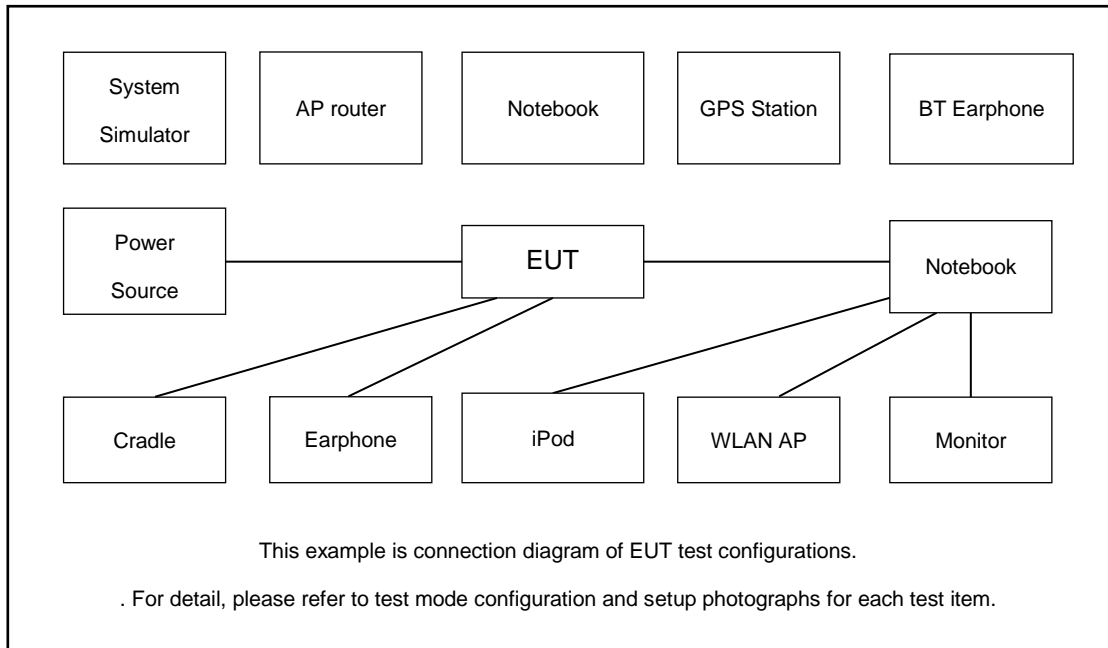 System
Simulator
AP router
Notebook
GPS Station
BT Earphone
Power
Source
EUT
Notebook
Cradle
Earphone
iPod
WLAN AP
Monitor
This example is connection diagram of EUT test configurations.
. For detail, please refer to test mode configuration and setup photographs for each test item.